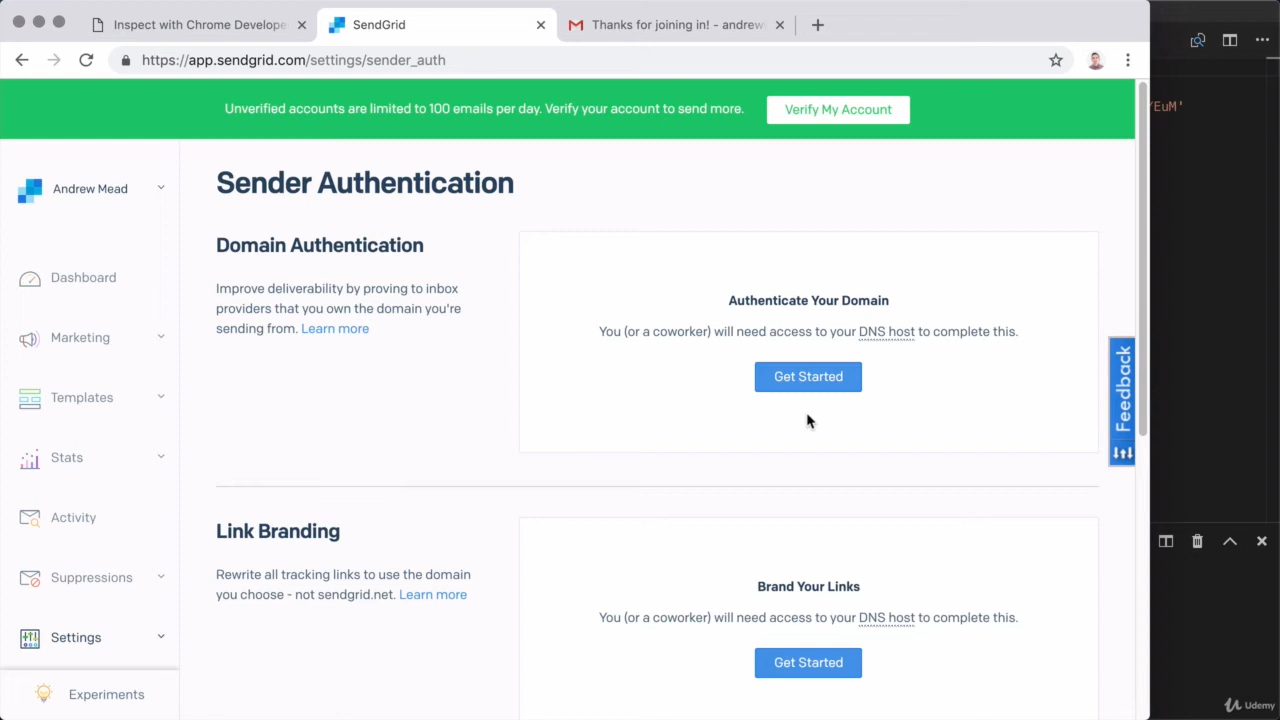 Inspect with Chrome Develope
SendGrid
Thanks for joining in! - andrew
https://app.sendgrid.com/settings/sender_auth
/EuM'
Unverified accounts are limited to 100 emails per day. Verify your account to send more.
Verify My Account
Andrew Mead
Dashboard
Marketing
Templates
Stats
Activity
Suppressions
Settings
Experiments
Sender Authentication
Domain Authentication
Improve deliverability by proving to inbox
providers that you own the domain you're
sending from. Learn more
Authenticate Your Domain
You (or a coworker) will need access to your DNS host to complete this.
Get Started
Feedback
Link Branding
Rewrite all tracking links to use the domain
you choose - not sendgrid.net. Learn more
Brand Your Links
You (or a coworker) will need access to your DNS host to complete this.
Get Started
Udemy